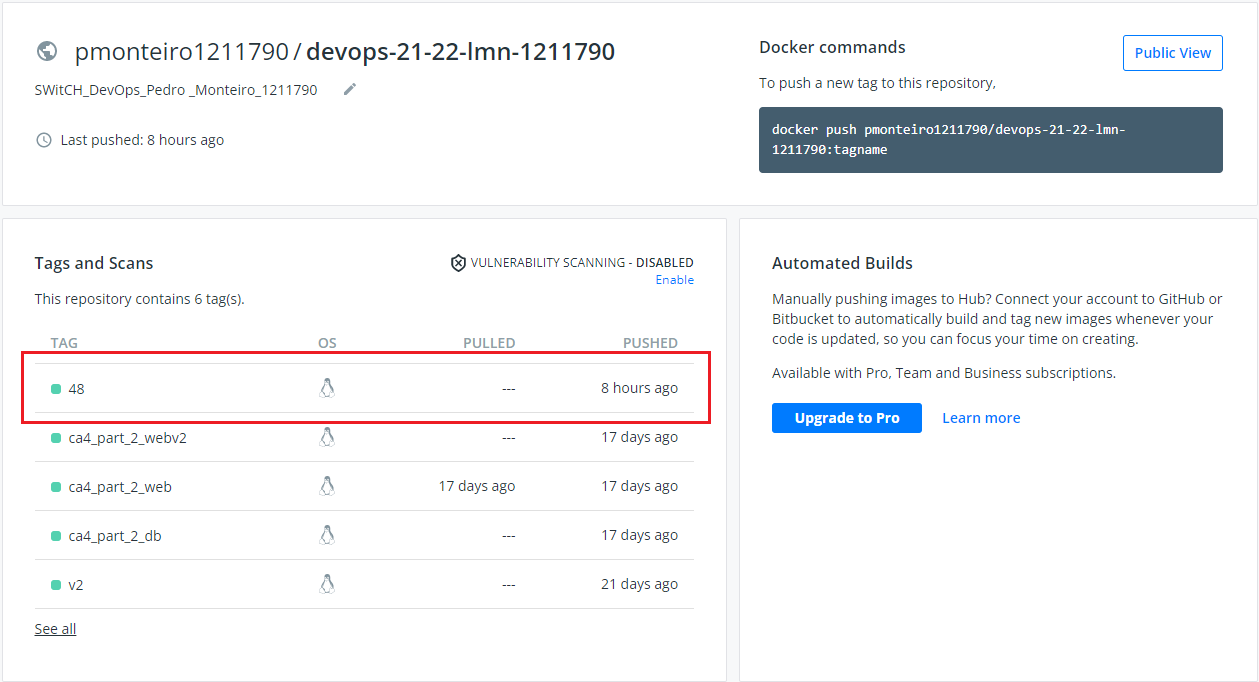 pmonteiro1211790 / devops-21-22-lmn-1211790
SWitCH_DevOps_Pedro _Monteiro_1211790
Last pushed: 8 hours ago
Docker commands
Public View
To push a new tag to this repository,
docker push pmonteiro1211790/devops-21-22-lmn-
1211790:tagname
Tags and Scans
VULNERABILITY SCANNING - DISABLED
Enable
This repository contains 6 tag(s).
TAG OS PULLED PUSHED
48 --- 8 hours ago
ca4_part_2_webv2 --- 17 days ago
ca4_part_2_web 17 days ago 17 days ago
ca4_part_2_db --- 17 days ago
v2 --- 21 days ago
See all
Automated Builds
Manually pushing images to Hub? Connect your account to GitHub or
Bitbucket to automatically build and tag new images whenever your
code is updated, so you can focus your time on creating.
Available with Pro, Team and Business subscriptions.
Upgrade to Pro Learn more